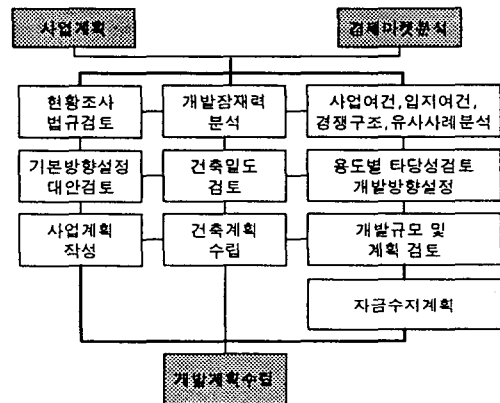 사업계획
경제마켓분석
현황조사
법규검토
개발잠재력
분석
사업여건,입지여건,
경쟁구조,유사사례분석
기본방향설정
대안검토
건축밀도
검토
용도별 타당성검토
개발방향설정
사업계획
작성
건축계획
수립
개발규모 및
계획 검토
자금수지계획
개발계획수립